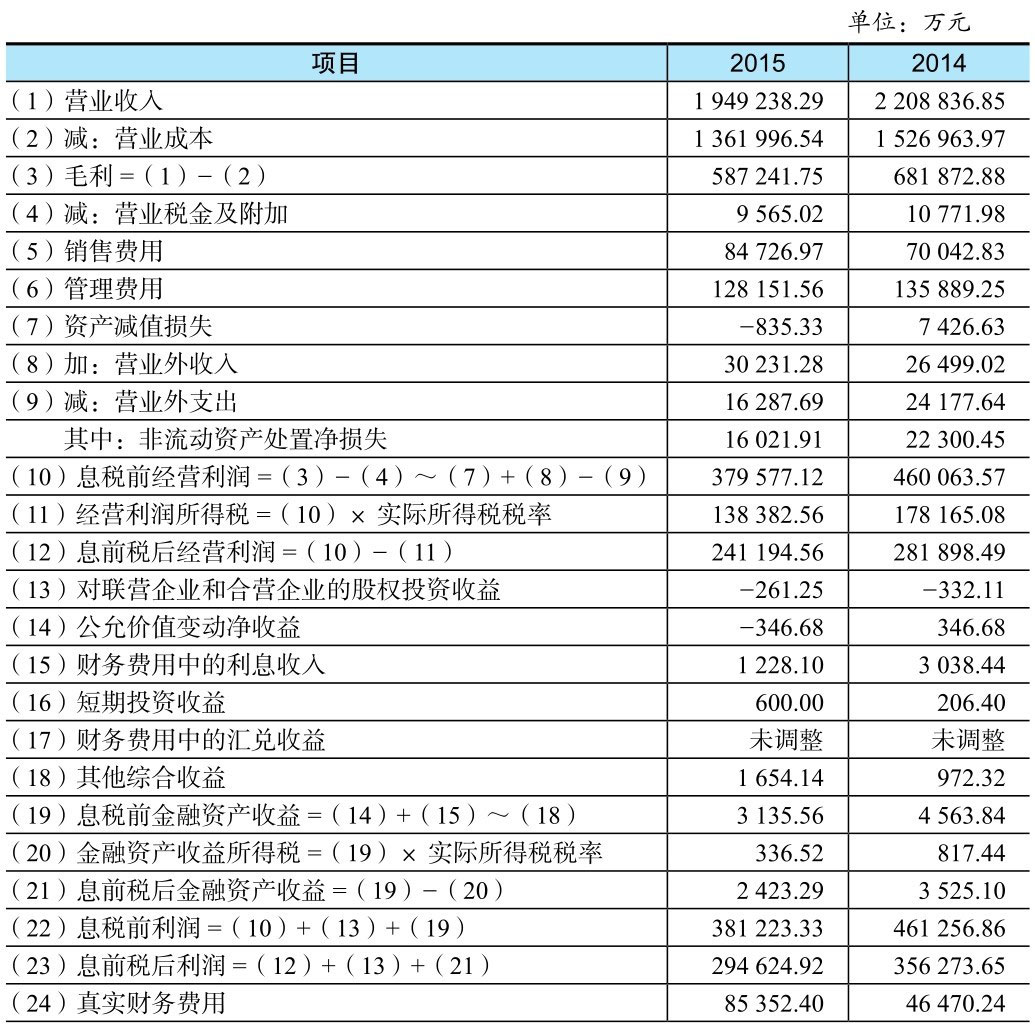 单位：万元
项目 2015 2014
（1）营业收入 1 949 238.29 2 208 836.85
（2）减：营业成本 1 361 996.54 1 526 963.97
（3）毛利=（1）−（2） 587 241.75 681 872.88
（4）减：营业税金及附加 9 565.02 10 771.98
（5）销售费用 84 726.97 70 042.83
（6）管理费用 128 151.56 135 889.25
（7）资产减值损失 −835.33 7 426.63
（8）加：营业外收入 30 231.28 26 499.02
（9）减：营业外支出 16 287.69 24 177.64
其中：非流动资产处置净损失 16 021.91 22 300.45
（10）息税前经营利润=（3）−（4）～（7）+（8）−（9） 379 577.12 460 063.57
（11）经营利润所得税=（10）× 实际所得税税率 138 382.56 178 165.08
（12）息前税后经营利润=（10）−（11） 241 194.56 281 898.49
（13）对联营企业和合营企业的股权投资收益 −261.25 −332.11
（14）公允价值变动净收益 −346.68 346.68
（15）财务费用中的利息收入 1 228.10 3 038.44
（16）短期投资收益 600.00 206.40
（17）财务费用中的汇兑收益 未调整 未调整
（18）其他综合收益 1 654.14 972.32
（19）息税前金融资产收益=（14）+（15）～（18） 3 135.56 4 563.84
（20）金融资产收益所得税=（19）× 实际所得税税率 336.52 817.44
（21）息前税后金融资产收益=（19）−（20） 2 423.29 3 525.10
（22）息税前利润=（10）+（13）+（19） 381 223.33 461 256.86
（23）息前税后利润=（12）+（13）+（21） 294 624.92 356 273.65
（24）真实财务费用 85 352.40 46 470.24